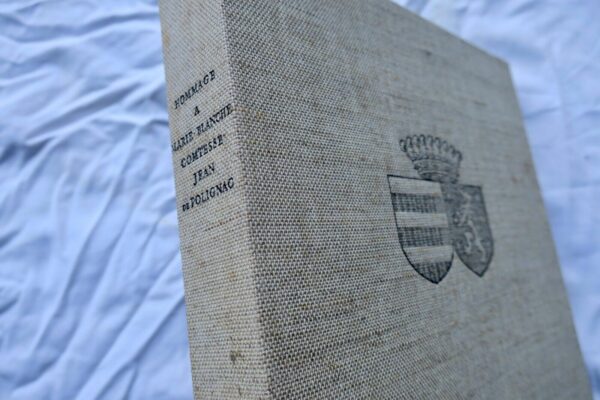 HOMMAGE
A
MARIE-BLANCHE
COMTESSE
JEAN
DE POLIGNAC